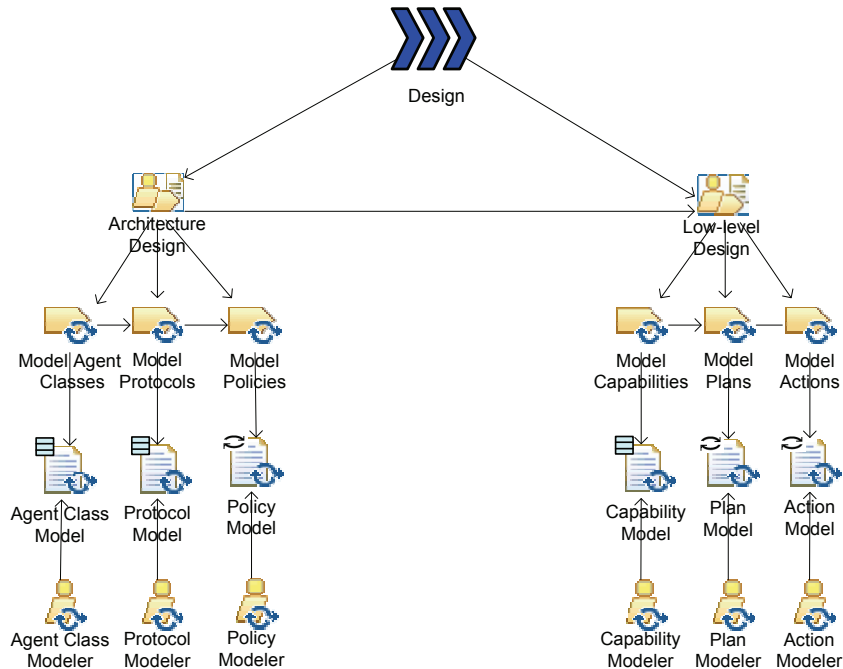 Design
Architecture
Design
Low-level
Design
Model Agent
Classes
Model
Protocols
Model
Policies
Model
Capabilities
Model
Plans
Model
Actions
Agent Class
Model
Protocol
Model
Policy
Model
Capability
Model
Plan
Model
Action
Model
Agent Class
Modeler
Protocol
Modeler
Policy
Modeler
Capability
Modeler
Plan
Modeler
Action
Modeler